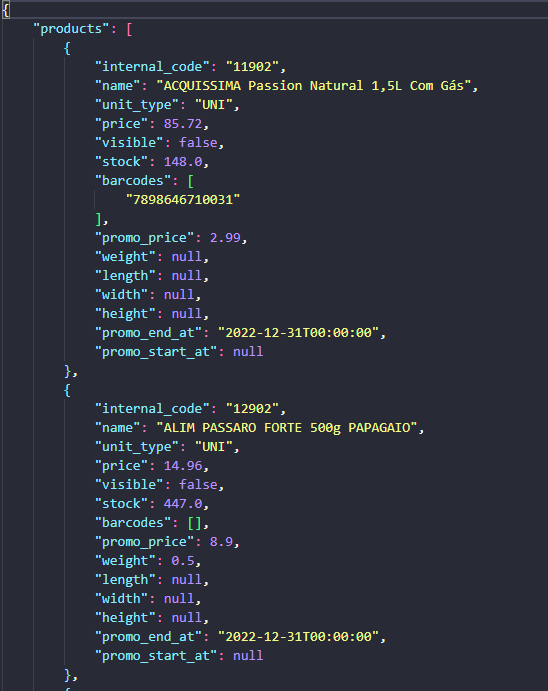 {
"products": [
{
"internal_code": "11902",
"name": "ACQUISSIMA Passion Natural 1,5L Com Gás",
"unit_type": "UNI",
"price": 85.72,
"visible": false,
"stock": 148.0,
"barcodes": [
"7898646710031"
],
"promo_price": 2.99,
"weight": null,
"length": null,
"width": null,
"height": null,
"promo_end_at": "2022-12-31T00:00:00",
"promo_start_at": null
},
{
"internal_code": "12902",
"name": "ALIM PASSARO FORTE 500g PAPAGAIO",
"unit_type": "UNI",
"price": 14.96,
"visible": false,
"stock": 447.0,
"barcodes": [],
"promo_price": 8.9,
"weight": 0.5,
"length": null,
"width": null,
"height": null,
"promo_end_at": "2022-12-31T00:00:00",
"promo_start_at": null
},